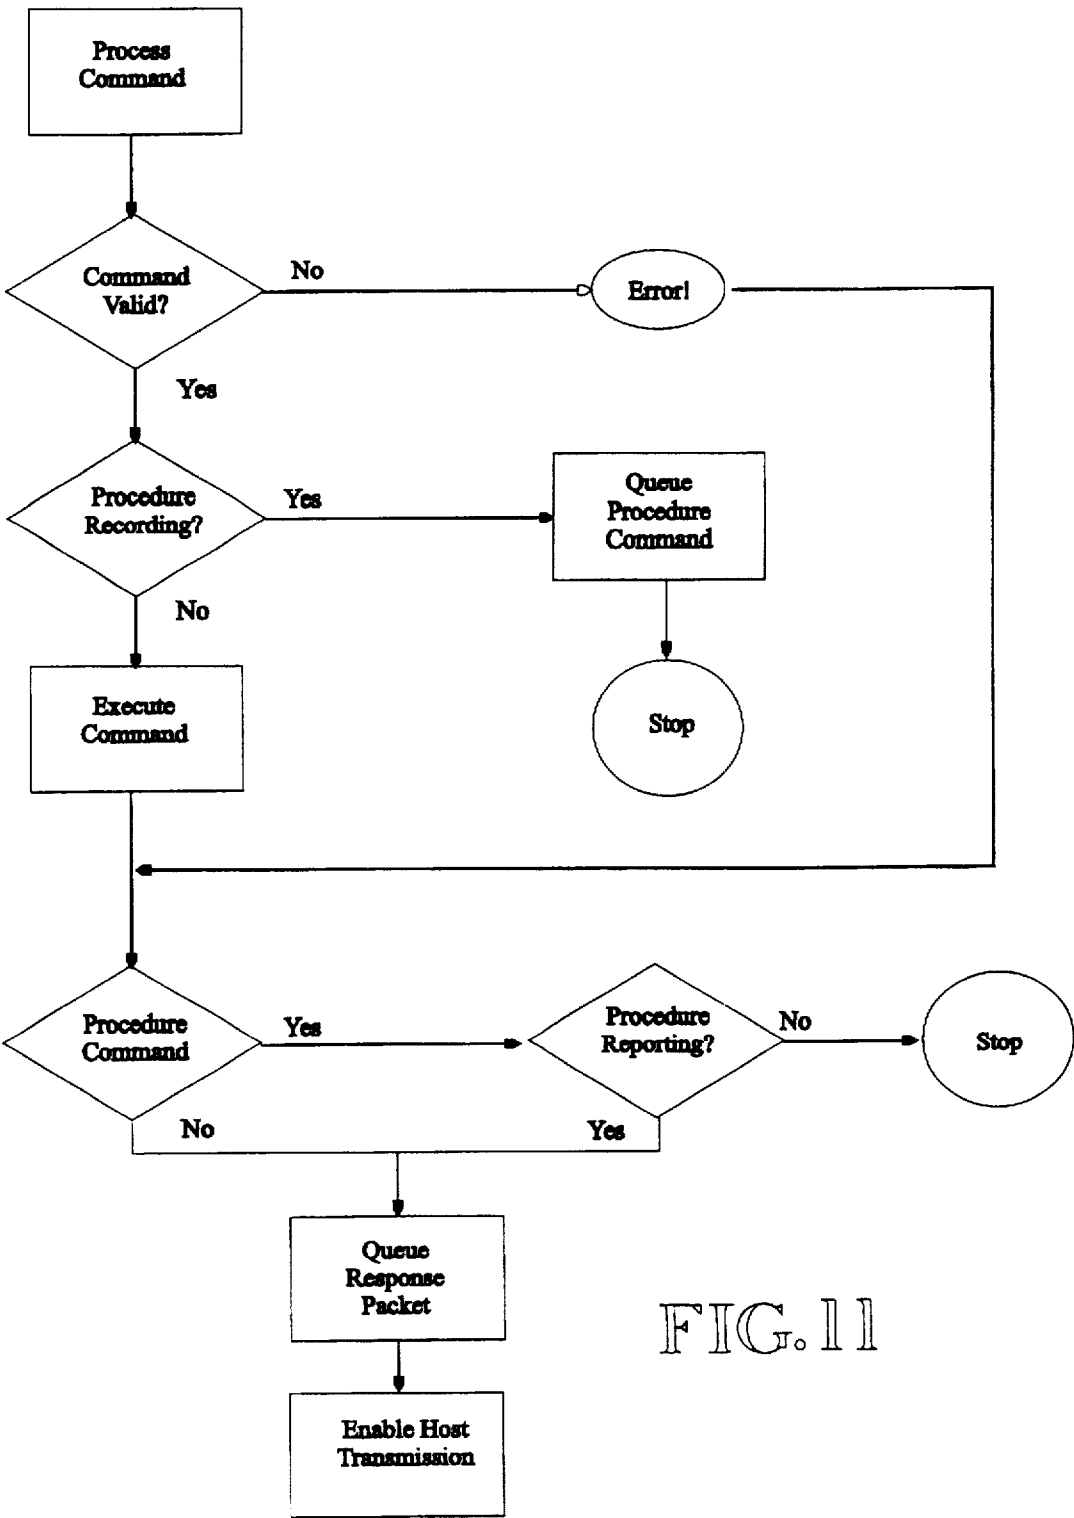 Process
Command
Command
Valid?
No
Error!
Yes
Procedure
Recording?
Yes
Queue
Procedure
Command
No
Execute
Command
Stop
Procedure
Command
Yes
Procedure
Reporting?
No
Stop
No
Yes
Queue
Response
Packet
FIG.11
Enable Host
Transmission